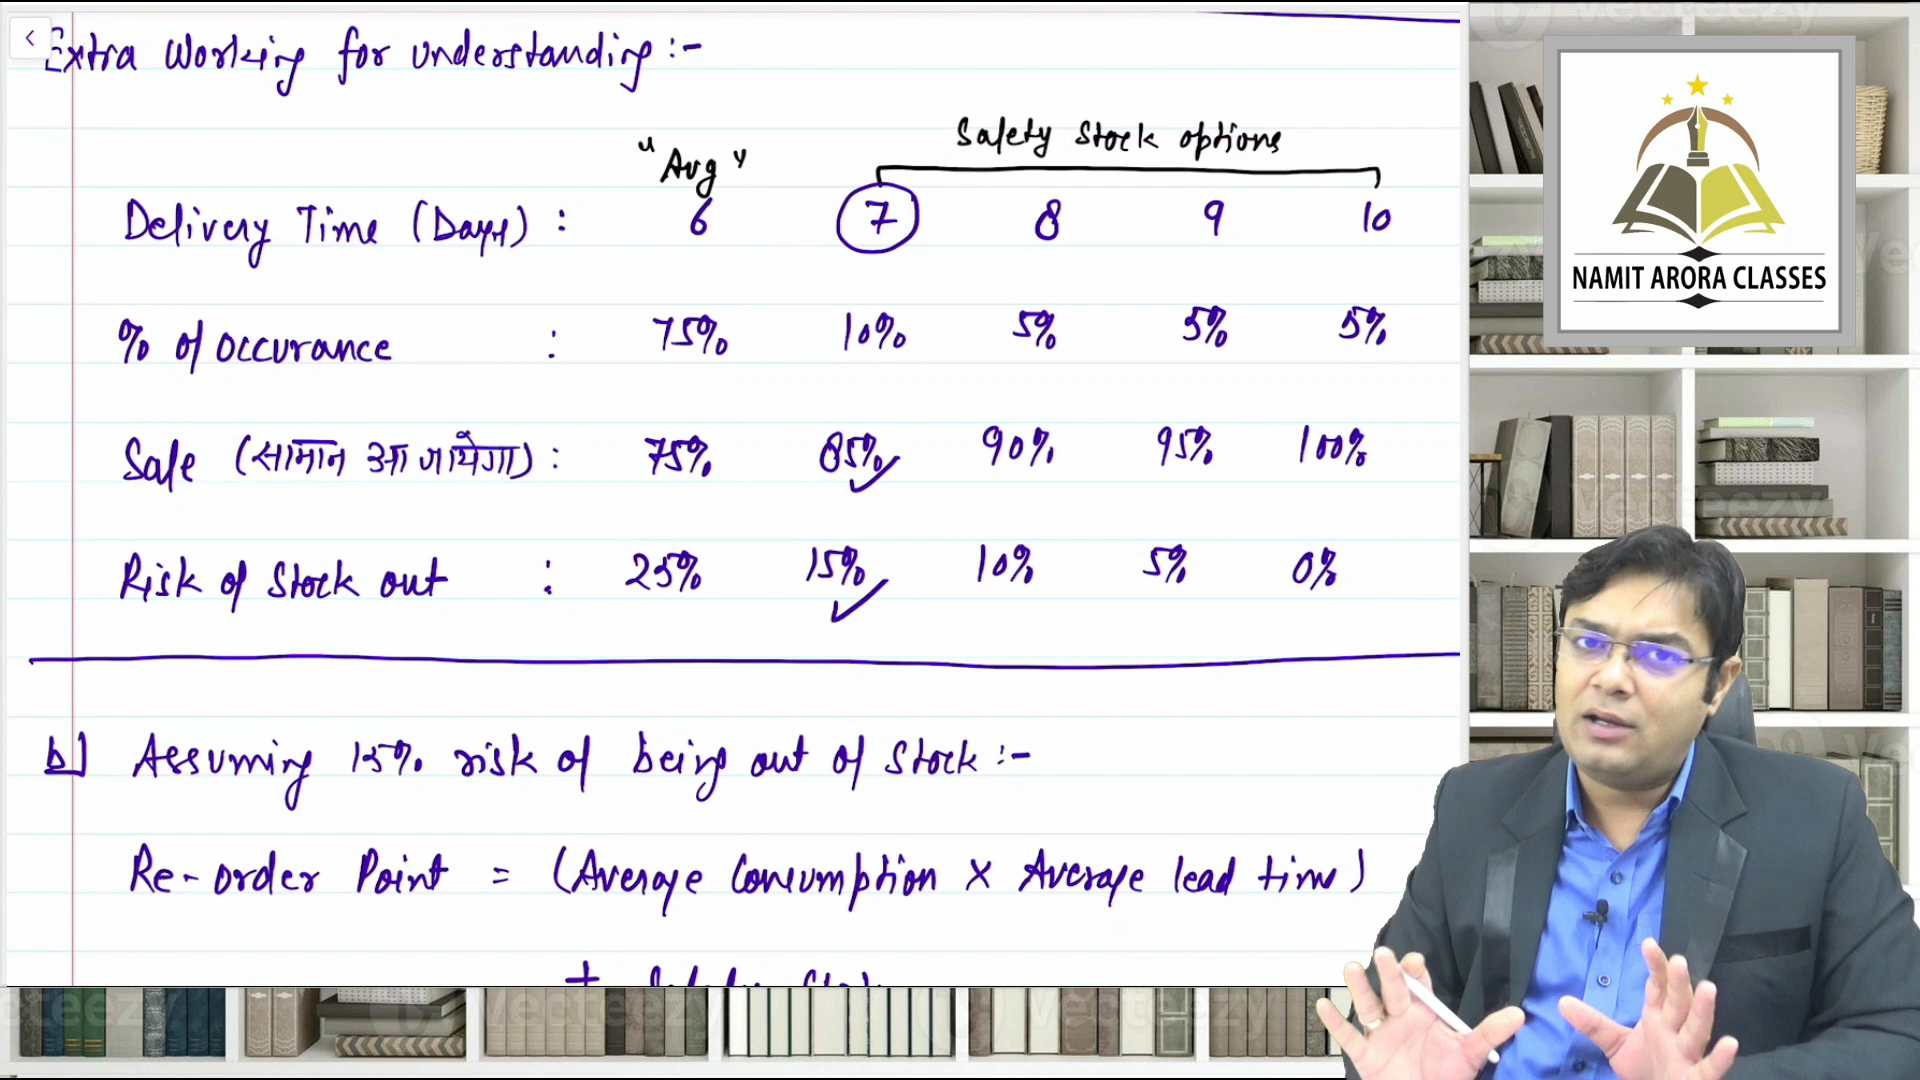 Extra Working for understanding :-
Safety Stock options
"Avg"
Delivery Time (Days) : 6 7 8 9 10
% of occurance : 75% 10% 5% 5% 5%
Safe (सामान आ जायेगा) : 75% 85% 90% 95% 100%
Risk of Stock out : 25% 15% 10% 5% 0%
b] Assuming 15% risk of being out of stock :-
Re-order Point = (Average Consumption x Average lead time)
+
NAMIT ARORA CLASSES
vecteezy